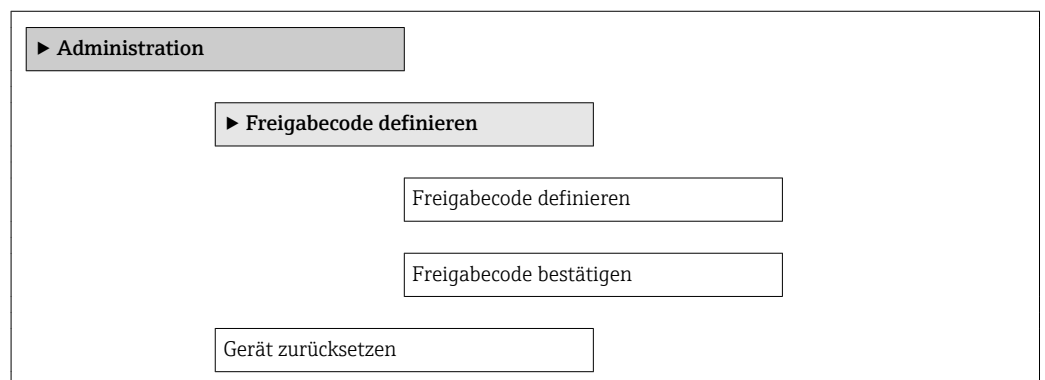 ▶ Administration
▶ Freigabecode definieren
Freigabecode definieren
Freigabecode bestätigen
Gerät zurücksetzen